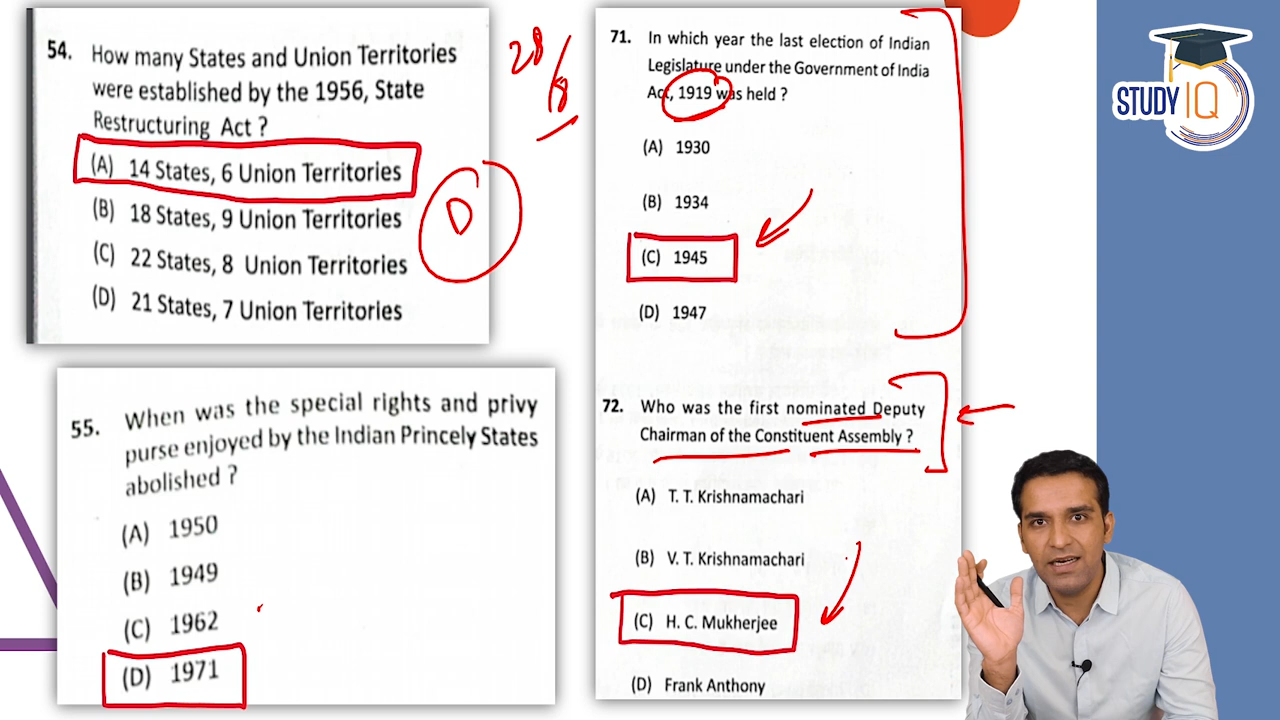 54. How many States and Union Territories
were established by the 1956, State
Restructuring Act ?
(A) 14 States, 6 Union Territories
(B) 18 States, 9 Union Territories
(C) 22 States, 8 Union Territories
(D) 21 States, 7 Union Territories
28/8
D
55. When was the special rights and privy
purse enjoyed by the Indian Princely States
abolished ?
(A) 1950
(B) 1949
(C) 1962
(D) 1971
71. In which year the last election of Indian
Legislature under the Government of India
Act, 1919 was held ?
(A) 1930
(B) 1934
(C) 1945
(D) 1947
72. Who was the first nominated Deputy
Chairman of the Constituent Assembly ?
(A) T. T. Krishnamachari
(B) V. T. Krishnamachari
(C) H. C. Mukherjee
(D) Frank Anthony
STUDY IQ